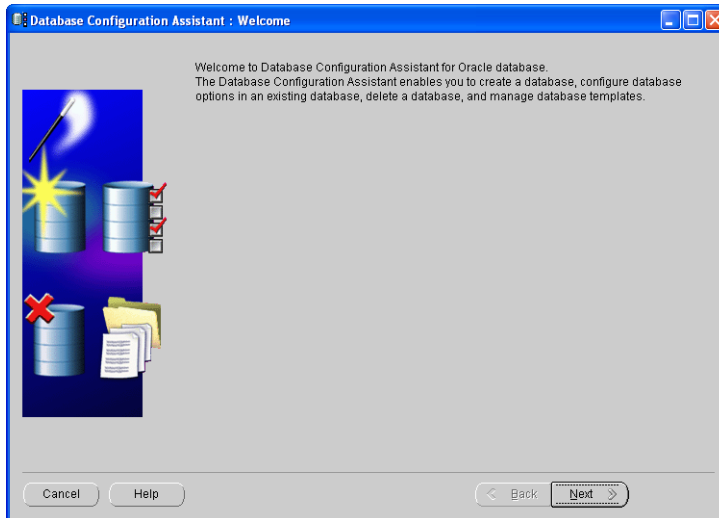 Database Configuration Assistant : Welcome
Welcome to Database Configuration Assistant for Oracle database.
The Database Configuration Assistant enables you to create a database, configure database
options in an existing database, delete a database, and manage database templates.
Cancel
Help
Back
Next